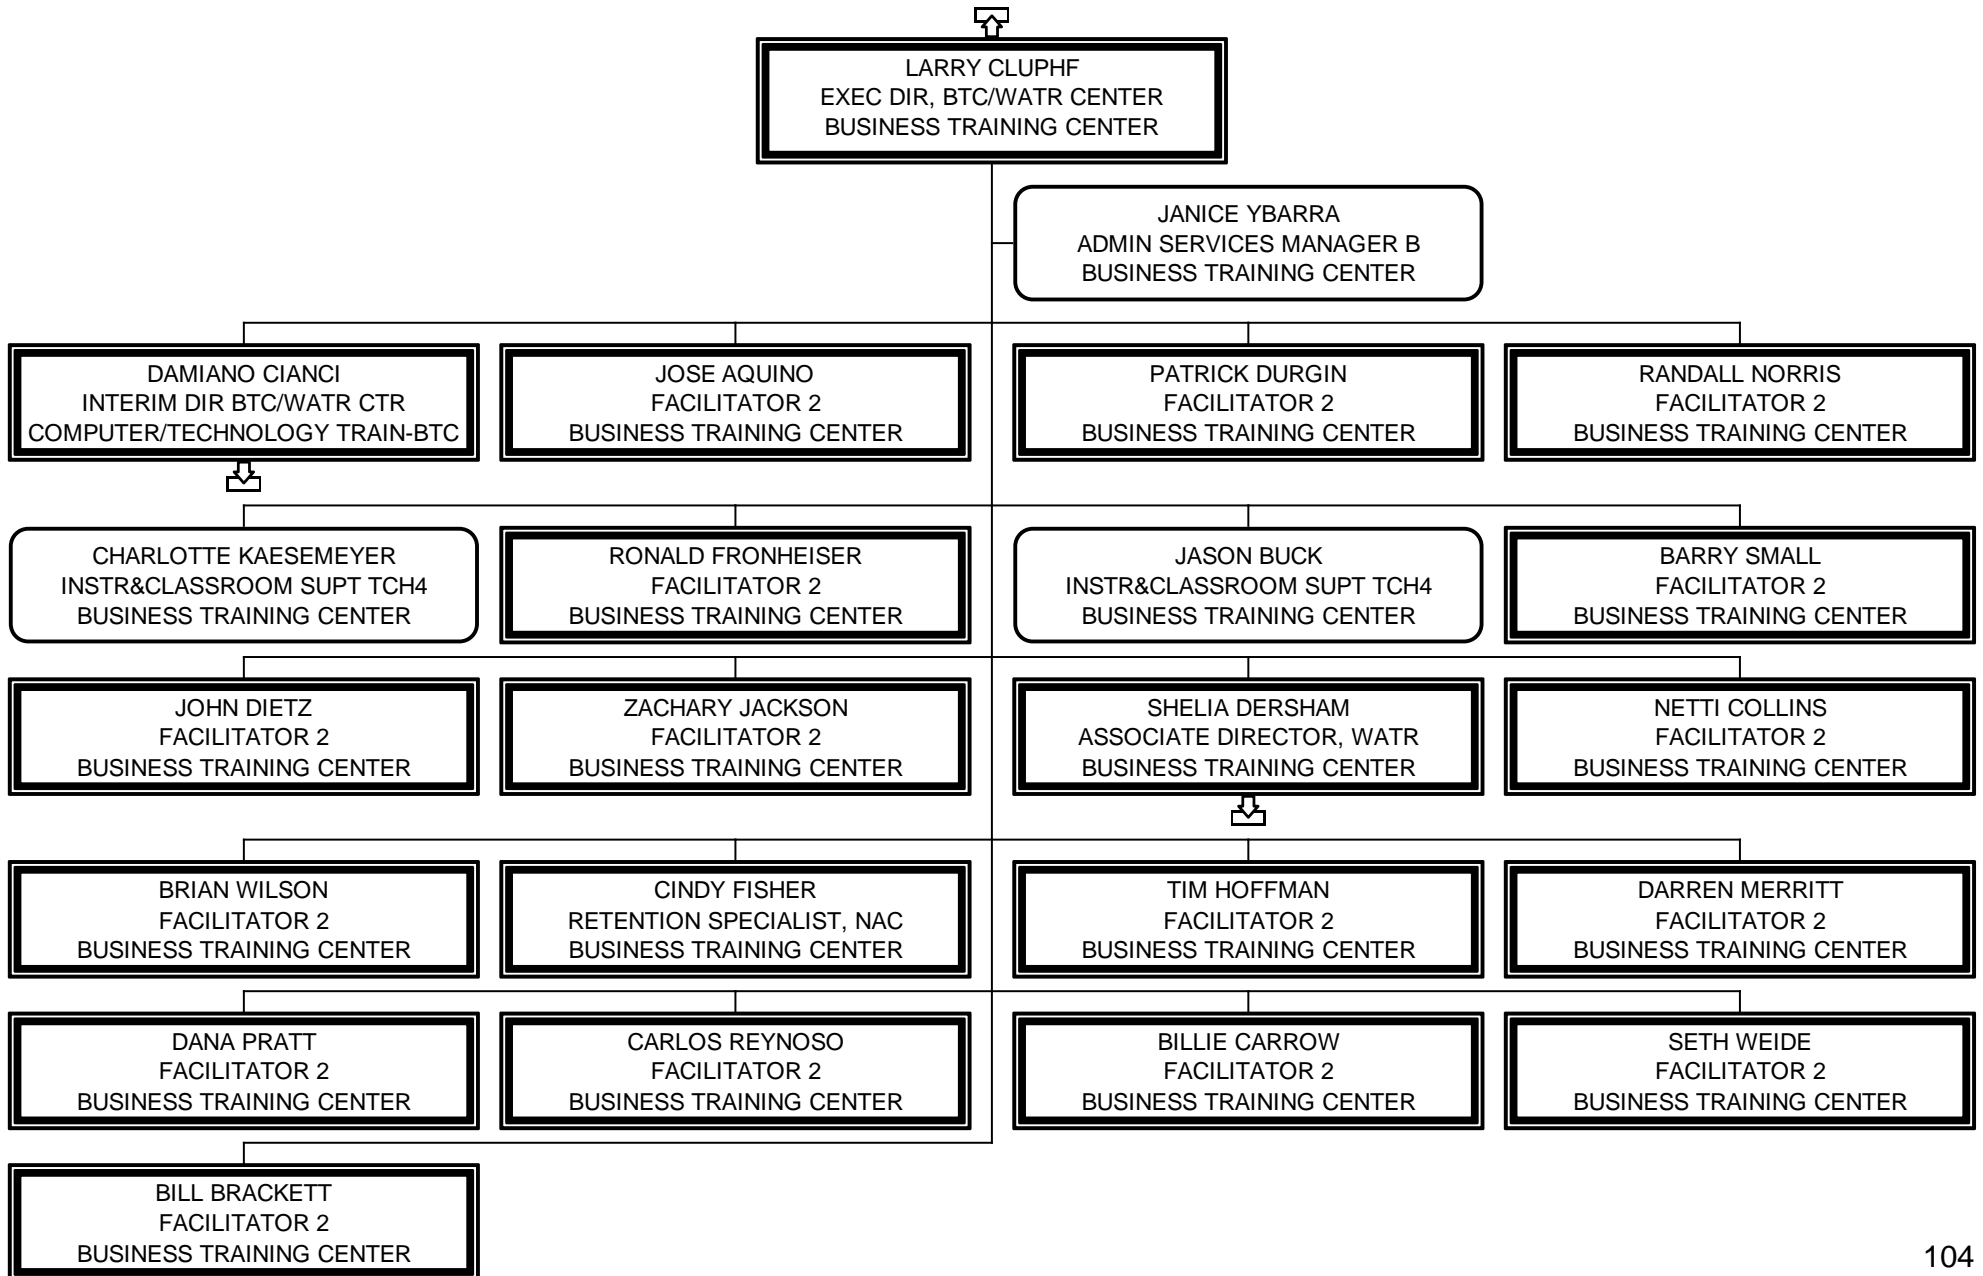 LARRY CLUPHF
EXEC DIR, BTC/WATR CENTER
BUSINESS TRAINING CENTER
JANICE YBARRA
ADMIN SERVICES MANAGER B
BUSINESS TRAINING CENTER
DAMIANO CIANCI
INTERIM DIR BTC/WATR CTR
COMPUTER/TECHNOLOGY TRAIN-BTC
JOSE AQUINO
FACILITATOR 2
BUSINESS TRAINING CENTER
PATRICK DURGIN
FACILITATOR 2
BUSINESS TRAINING CENTER
RANDALL NORRIS
FACILITATOR 2
BUSINESS TRAINING CENTER
CHARLOTTE KAESEMEYER
INSTR&CLASSROOM SUPT TCH4
BUSINESS TRAINING CENTER
RONALD FRONHEISER
FACILITATOR 2
BUSINESS TRAINING CENTER
JASON BUCK
INSTR&CLASSROOM SUPT TCH4
BUSINESS TRAINING CENTER
BARRY SMALL
FACILITATOR 2
BUSINESS TRAINING CENTER
JOHN DIETZ
FACILITATOR 2
BUSINESS TRAINING CENTER
ZACHARY JACKSON
FACILITATOR 2
BUSINESS TRAINING CENTER
SHELIA DERSHAM
ASSOCIATE DIRECTOR, WATR
BUSINESS TRAINING CENTER
NETTI COLLINS
FACILITATOR 2
BUSINESS TRAINING CENTER
BRIAN WILSON
FACILITATOR 2
BUSINESS TRAINING CENTER
CINDY FISHER
RETENTION SPECIALIST, NAC
BUSINESS TRAINING CENTER
TIM HOFFMAN
FACILITATOR 2
BUSINESS TRAINING CENTER
DARREN MERRITT
FACILITATOR 2
BUSINESS TRAINING CENTER
DANA PRATT
FACILITATOR 2
BUSINESS TRAINING CENTER
CARLOS REYNOSO
FACILITATOR 2
BUSINESS TRAINING CENTER
BILLIE CARROW
FACILITATOR 2
BUSINESS TRAINING CENTER
SETH WEIDE
FACILITATOR 2
BUSINESS TRAINING CENTER
BILL BRACKETT
FACILITATOR 2
BUSINESS TRAINING CENTER
104